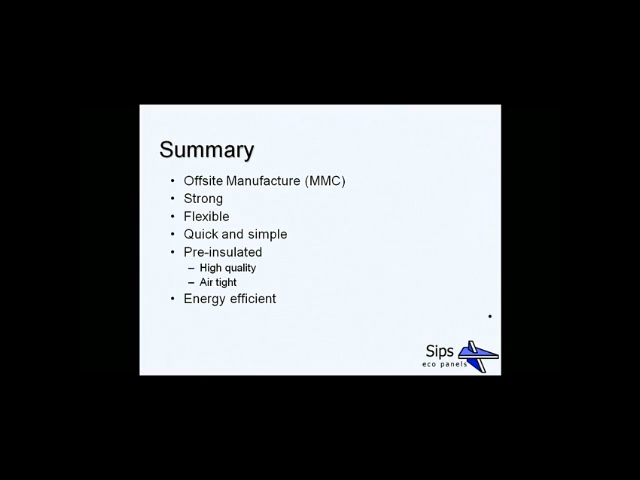 Summary
• Offsite Manufacture (MMC)
• Strong
• Flexible
• Quick and simple
• Pre-insulated
– High quality
– Air tight
• Energy efficient
Sips
eco panels